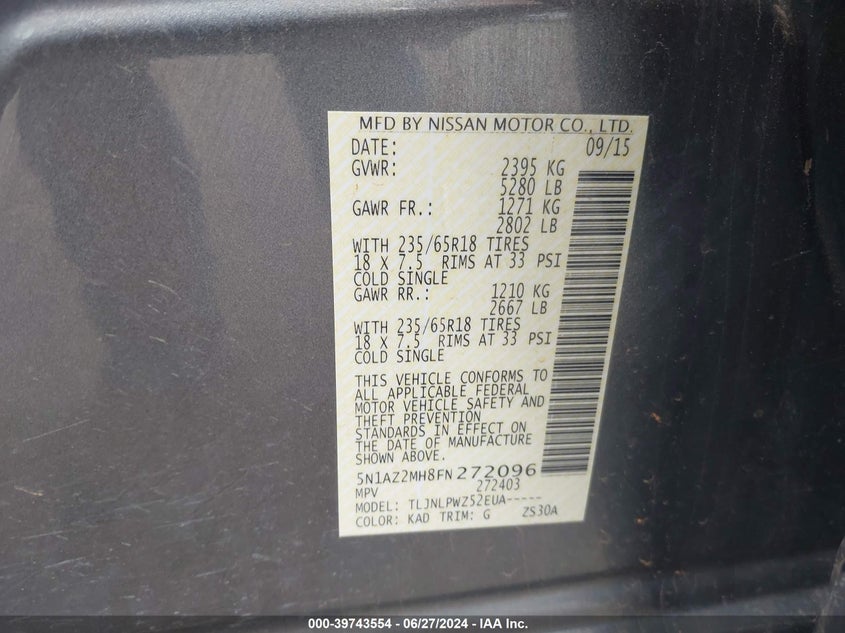 MFD BY NISSAN MOTOR CO., LTD.
DATE: 09/15
GVWR: 2395 KG
5280 LB
GAWR FR.: 1271 KG
2802 LB
WITH 235/65R18 TIRES
18 X 7.5 RIMS AT 33 PSI
COLD SINGLE
GAWR RR.: 1210 KG
2667 LB
WITH 235/65R18 TIRES
18 X 7.5 RIMS AT 33 PSI
COLD SINGLE
THIS VEHICLE CONFORMS TO
ALL APPLICABLE FEDERAL
MOTOR VEHICLE SAFETY AND
THEFT PREVENTION
STANDARDS IN EFFECT ON
THE DATE OF MANUFACTURE
SHOWN ABOVE.
5N1AZ2MH8FN272096
MPV 272403
MODEL: TLJNLPWZ52EUA-----
COLOR: KAD TRIM: G ZS30A
000-39743554 - 06/27/2024 - IAA Inc.